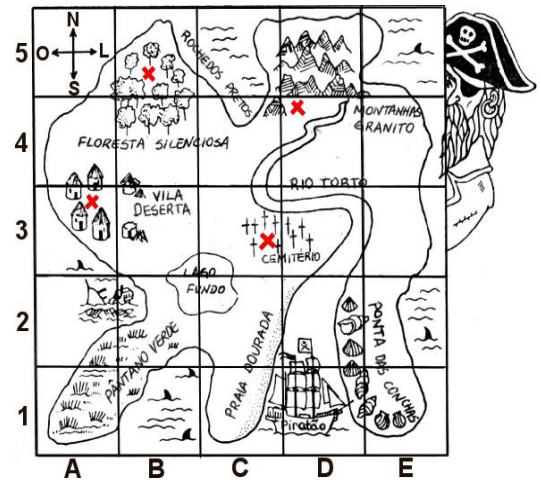 N
O L
S
5
4
3
2
1
ROCHEDOS PRETOS
MONTANHAS
GRANITO
FLORESTA SILENCIOSA
RIO TORTO
VILA
DESERTA
CEMITÉRIO
LAGO
FUNDO
PÂNTANO VERDE
PRAIA DOURADA
PONTA DAS CONCHAS
Piratão
A B C D E